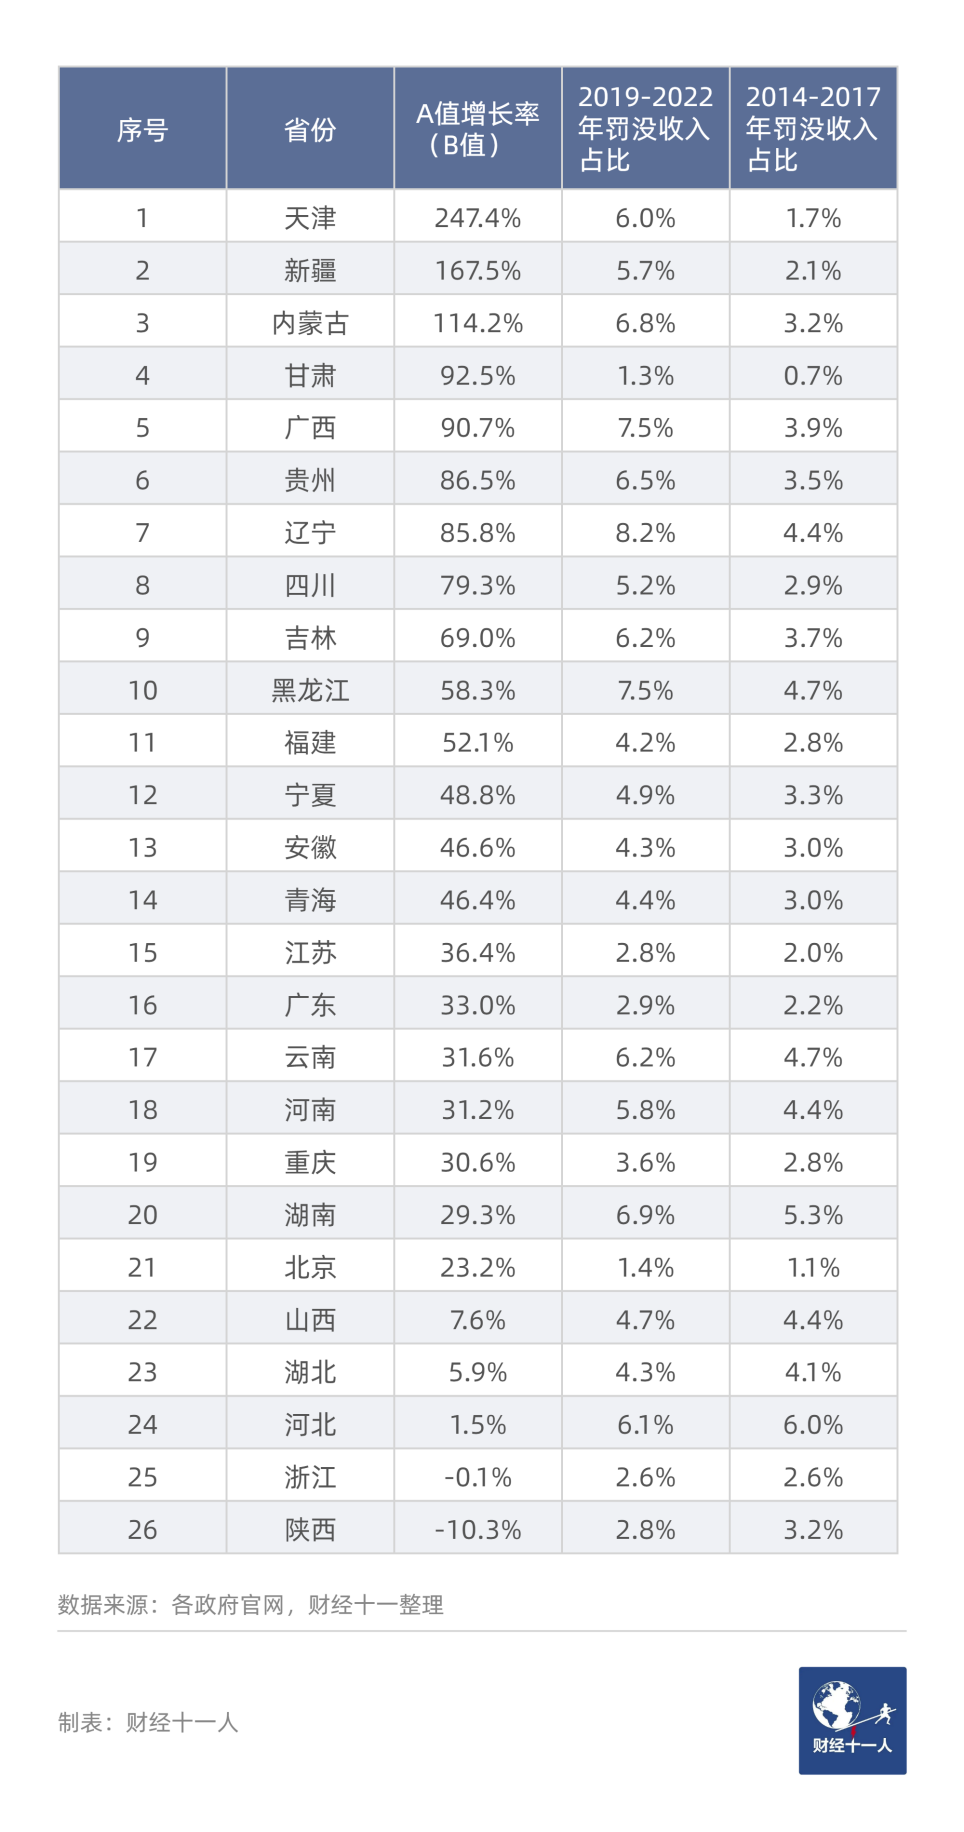 序号 省份 A值增长率（B值） 2019-2022年罚没收入占比 2014-2017年罚没收入占比
1 天津 247.4% 6.0% 1.7%
2 新疆 167.5% 5.7% 2.1%
3 内蒙古 114.2% 6.8% 3.2%
4 甘肃 92.5% 1.3% 0.7%
5 广西 90.7% 7.5% 3.9%
6 贵州 86.5% 6.5% 3.5%
7 辽宁 85.8% 8.2% 4.4%
8 四川 79.3% 5.2% 2.9%
9 吉林 69.0% 6.2% 3.7%
10 黑龙江 58.3% 7.5% 4.7%
11 福建 52.1% 4.2% 2.8%
12 宁夏 48.8% 4.9% 3.3%
13 安徽 46.6% 4.3% 3.0%
14 青海 46.4% 4.4% 3.0%
15 江苏 36.4% 2.8% 2.0%
16 广东 33.0% 2.9% 2.2%
17 云南 31.6% 6.2% 4.7%
18 河南 31.2% 5.8% 4.4%
19 重庆 30.6% 3.6% 2.8%
20 湖南 29.3% 6.9% 5.3%
21 北京 23.2% 1.4% 1.1%
22 山西 7.6% 4.7% 4.4%
23 湖北 5.9% 4.3% 4.1%
24 河北 1.5% 6.1% 6.0%
25 浙江 -0.1% 2.6% 2.6%
26 陕西 -10.3% 2.8% 3.2%
数据来源：各政府官网，财经十一整理
制表：财经十一人
财经十一人